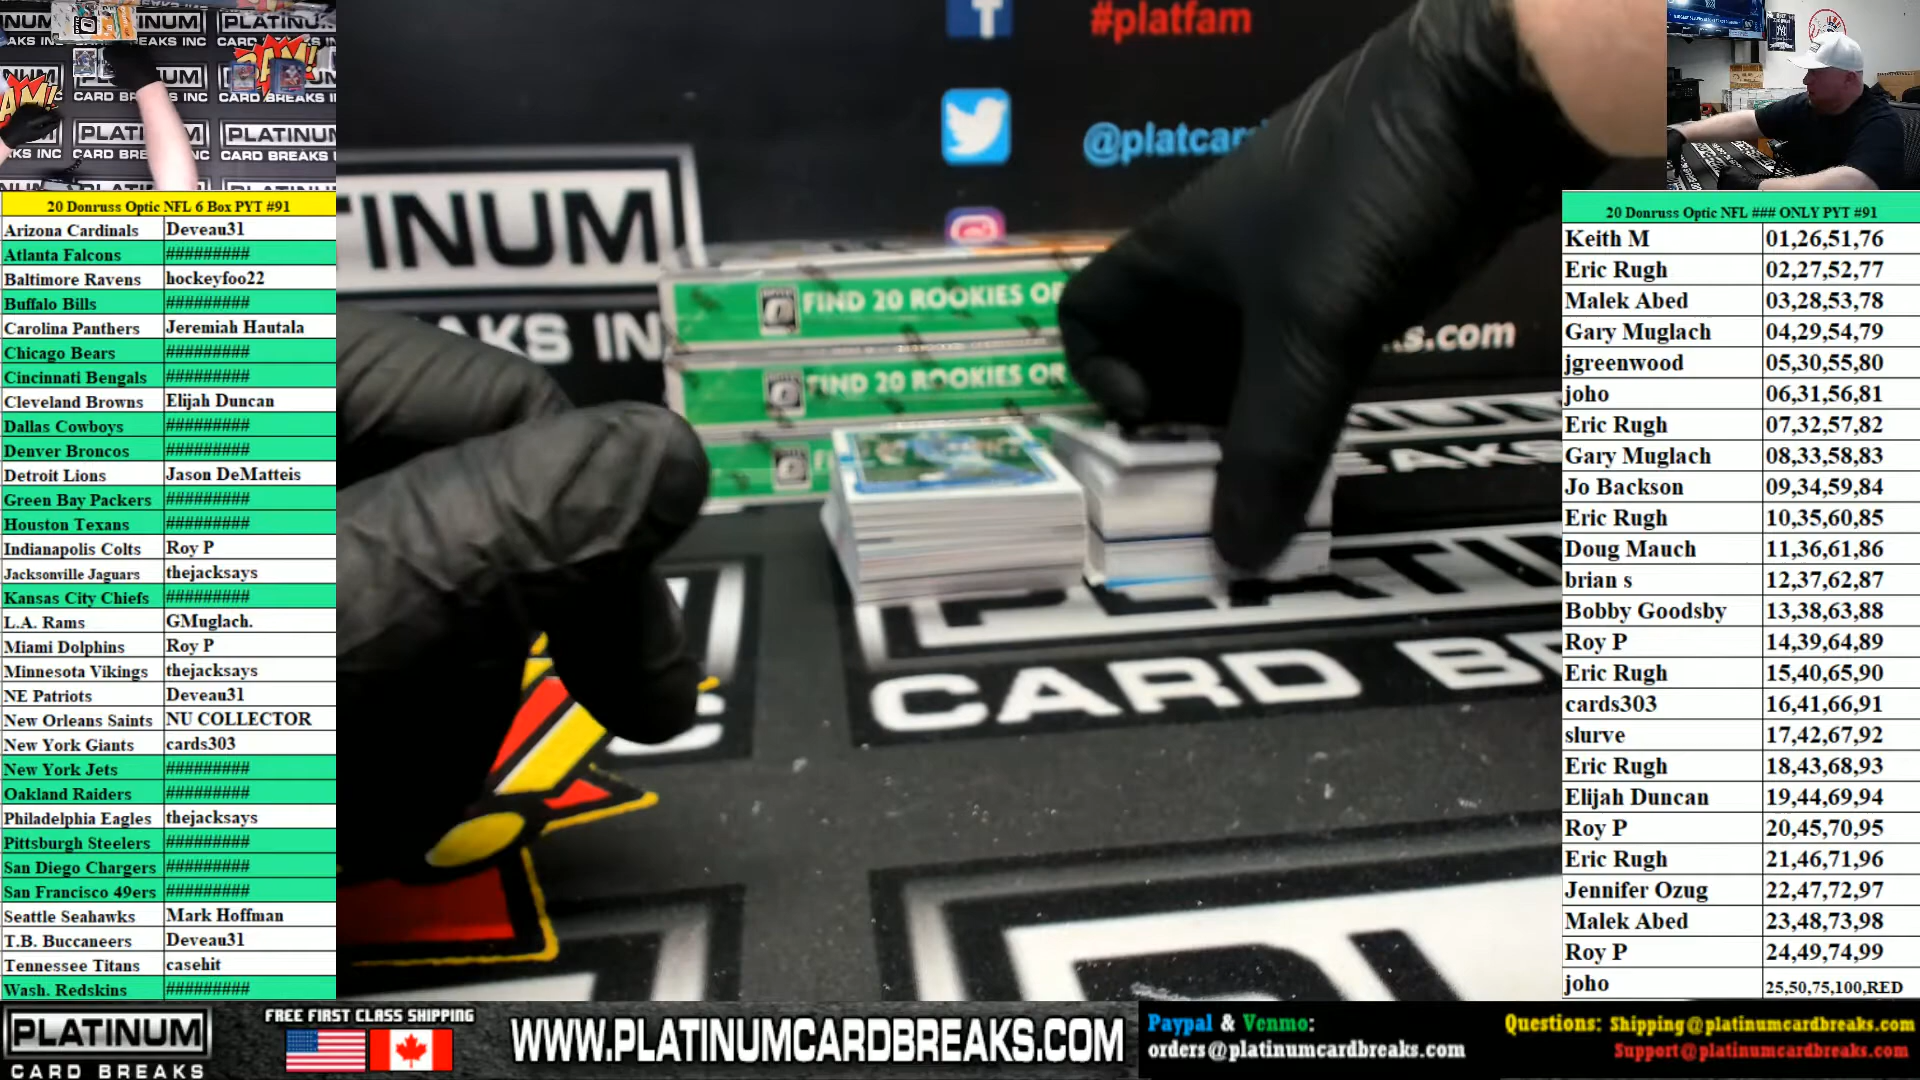 20 Donruss Optic NFL 6 Box PYT #91
Arizona Cardinals Deveau31
Atlanta Falcons #########
Baltimore Ravens hockeyfoo22
Buffalo Bills #########
Carolina Panthers Jeremiah Hautala
Chicago Bears #########
Cincinnati Bengals #########
Cleveland Browns Elijah Duncan
Dallas Cowboys #########
Denver Broncos #########
Detroit Lions Jason DeMatteis
Green Bay Packers #########
Houston Texans #########
Indianapolis Colts Roy P
Jacksonville Jaguars thejacksays
Kansas City Chiefs #########
L.A. Rams GMuglach.
Miami Dolphins Roy P
Minnesota Vikings thejacksays
NE Patriots Deveau31
New Orleans Saints NU COLLECTOR
New York Giants cards303
New York Jets #########
Oakland Raiders #########
Philadelphia Eagles thejacksays
Pittsburgh Steelers #########
San Diego Chargers #########
San Francisco 49ers #########
Seattle Seahawks Mark Hoffman
T.B. Buccaneers Deveau31
Tennessee Titans casehit
Wash. Redskins #########
#platfam
@platcar
TINUM
AKS IN
s.com
FIND 20 ROOKIES OR
FIND 20 ROOKIES OR
EAKS
CARD B
20 Donruss Optic NFL ### ONLY PYT #91
Keith M 01,26,51,76
Eric Rugh 02,27,52,77
Malek Abed 03,28,53,78
Gary Muglach 04,29,54,79
jgreenwood 05,30,55,80
joho 06,31,56,81
Eric Rugh 07,32,57,82
Gary Muglach 08,33,58,83
Jo Backson 09,34,59,84
Eric Rugh 10,35,60,85
Doug Mauch 11,36,61,86
brian s 12,37,62,87
Bobby Goodsby 13,38,63,88
Roy P 14,39,64,89
Eric Rugh 15,40,65,90
cards303 16,41,66,91
slurve 17,42,67,92
Eric Rugh 18,43,68,93
Elijah Duncan 19,44,69,94
Roy P 20,45,70,95
Eric Rugh 21,46,71,96
Jennifer Ozug 22,47,72,97
Malek Abed 23,48,73,98
Roy P 24,49,74,99
joho 25,50,75,100,RED
PLATINUM
CARD BREAKS
FREE FIRST CLASS SHIPPING
WWW.PLATINUMCARDBREAKS.COM
Paypal & Venmo:
orders@platinumcardbreaks.com
Questions: Shipping@platinumcardbreaks.com
Support@platinumcardbreaks.com